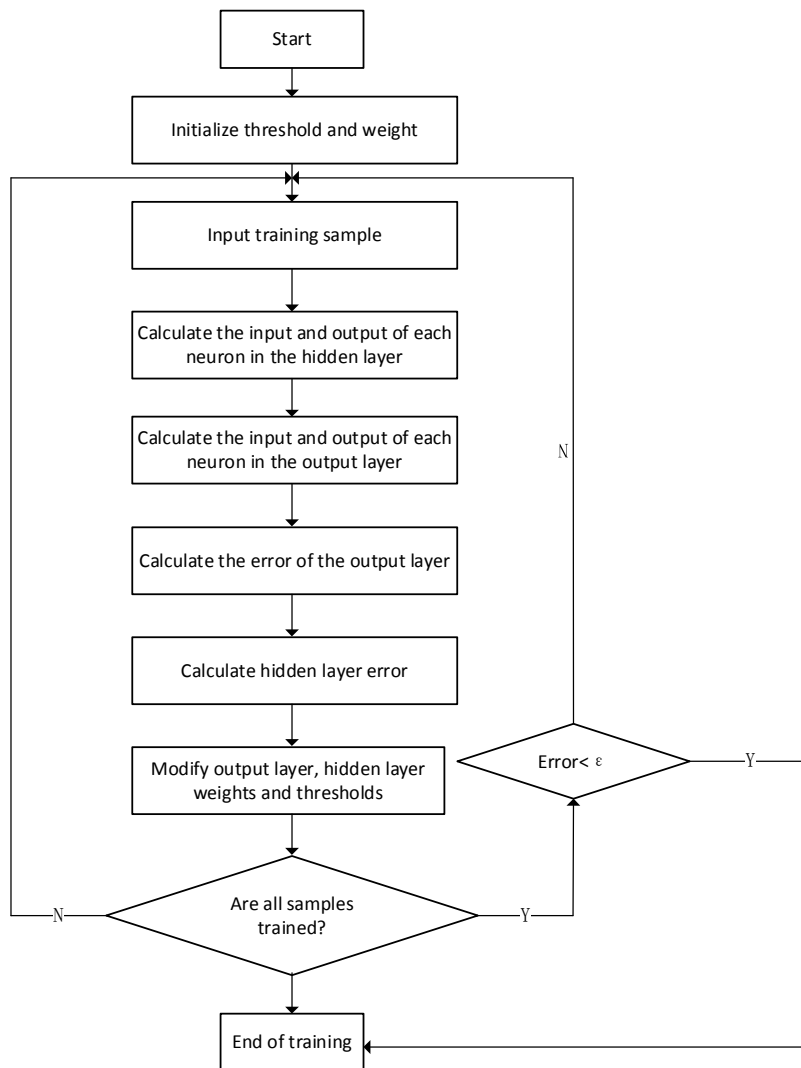 Start
Initialize threshold and weight
Input training sample
Calculate the input and output of each
neuron in the hidden layer
Calculate the input and output of each
neuron in the output layer
N
Calculate the error of the output layer
Calculate hidden layer error
Modify output layer, hidden layer
weights and thresholds
Error< ε
Y
Are all samples
trained?
N
Y
End of training